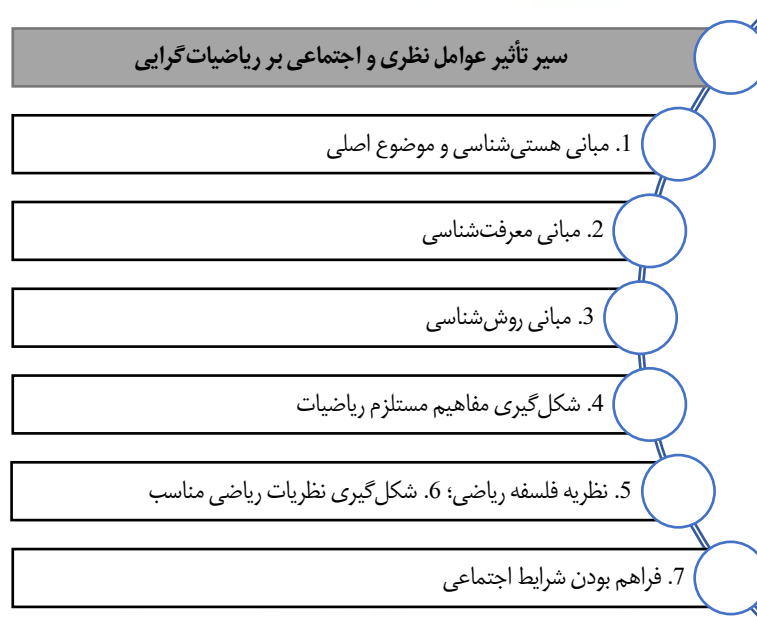 سیر تأثیر عوامل نظری و اجتماعی بر ریاضیات‌گرایی
1. مبانی هستی‌شناسی و موضوع اصلی
2. مبانی معرفت‌شناسی
3. مبانی روش‌شناسی
4. شکل‌گیری مفاهیم مستلزم ریاضیات
5. نظریه فلسفه ریاضی؛ 6. شکل‌گیری نظریات ریاضی مناسب
7. فراهم بودن شرایط اجتماعی